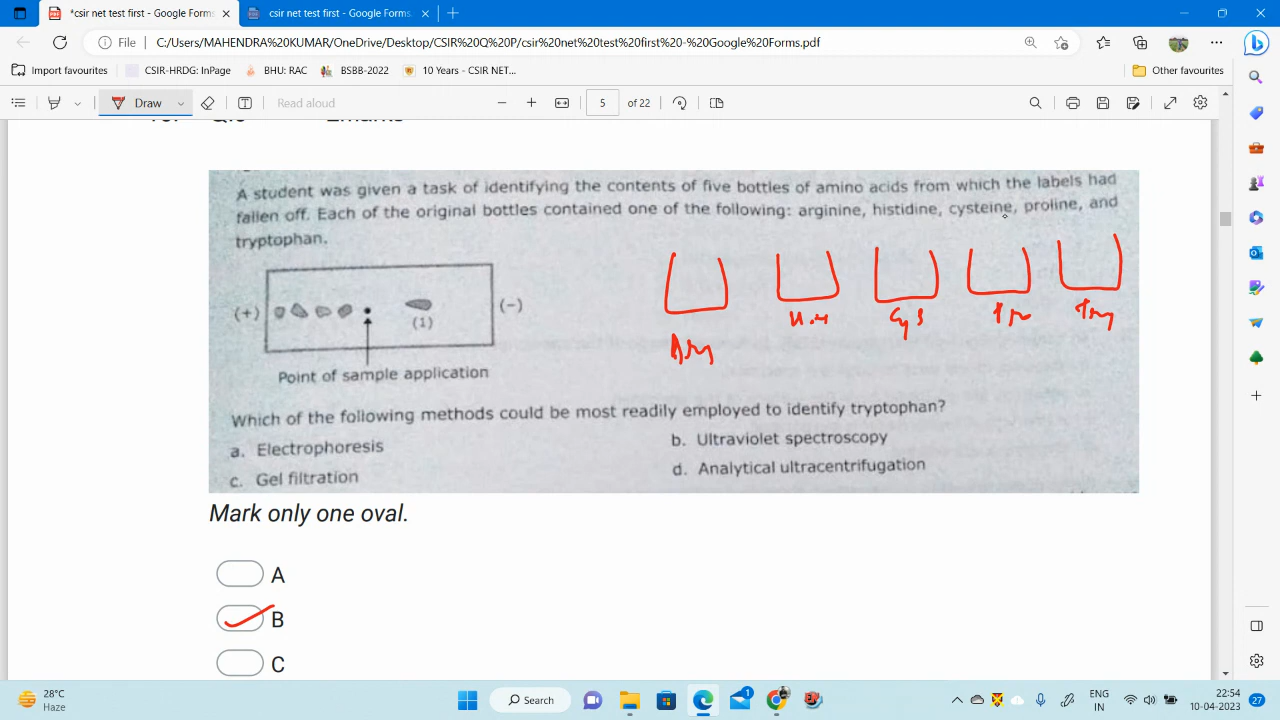 *csir net test first - Google Forms
csir net test first - Google Forms.
File
C:/Users/MAHENDRA%20KUMAR/OneDrive/Desktop/CSIR%20Q%20P/csir%20net%20test%20first%20-%20Google%20Forms.pdf
Import favourites
CSIR-HRDG: InPage
BHU: RAC
BSBB-2022
10 Years - CSIR NET...
Other favourites
Draw
Read aloud
5
of 22
A student was given a task of identifying the contents of five bottles of amino acids from which the labels had
fallen off. Each of the original bottles contained one of the following: arginine, histidine, cysteine, proline, and
tryptophan.
(+)
(-)
(1)
Point of sample application
Cys
Pro
Which of the following methods could be most readily employed to identify tryptophan?
a. Electrophoresis
b. Ultraviolet spectroscopy
c. Gel filtration
d. Analytical ultracentrifugation
Mark only one oval.
A
B
C
28°C
Haze
Search
1
ENG
IN
22:54
10-04-2023
27